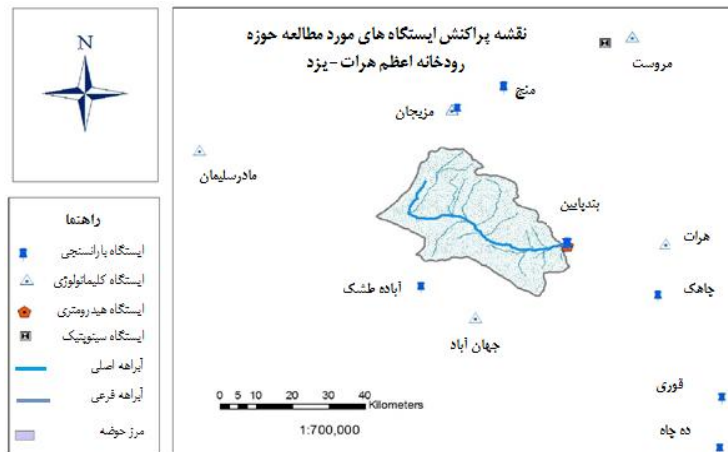 N
نقشه پراکنش ایستگاه های مورد مطالعه حوزه
رودخانه اعظم هرات - یزد
مروست
منج
مزیجان
مادرسلیمان
بندپایین
هرات
چاهک
آباده طشک
جهان آباد
قوری
ده چاه
0 5 10 20 30 40
Kilometers
1:700,000
راهنما
ایستگاه بارانسنجی
ایستگاه کلیماتولوژی
ایستگاه هیدرومتری
ایستگاه سینوپتیک
آبراهه اصلی
آبراهه فرعی
مرز حوضه